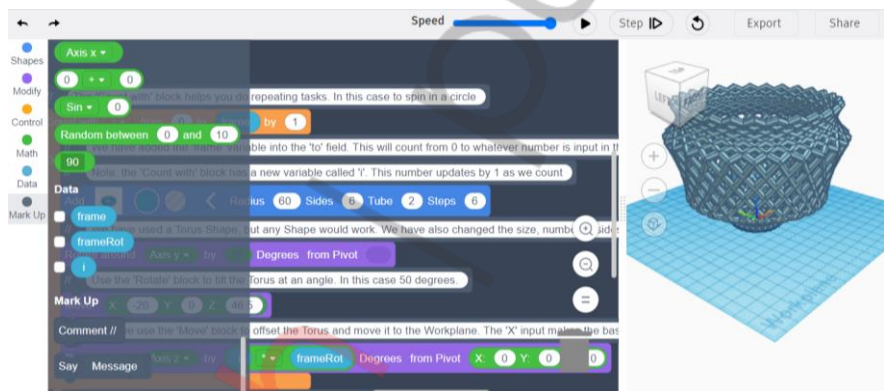 Speed Step Export Share
Shapes
Modify
Control
Math
Data
Mark Up
Axis x
0 + 0
Sin 0
Random between 0 and 10
90
Data
frame
frameRot
i
Mark Up
Comment //
Say Message
with' block helps you do repeating tasks. In this case to spin in a circle
by 1
We have added the 'frame' variable into the 'to' field. This will count from 0 to whatever number is input in t
Note: the 'Count with' block has a new variable called 'i'. This number updates by 1 as we count
Add Radius 60 Sides 6 Tube 2 Steps 6
have used a Torus Shape, but any Shape would work. We have also changed the size, numb side
around Axis y by Degrees from Pivot
// Use the 'Rotate' block to tilt the Torus at an angle. In this case 50 degrees.
X: -20 Y: 0 Z: 46.5
use the 'Move' block to offset the Torus and move it to the Workplane. The 'X' input makes the bas
Axis z by * frameRot Degrees from Pivot X: 0 Y: 0 0
LEFT
Workplane